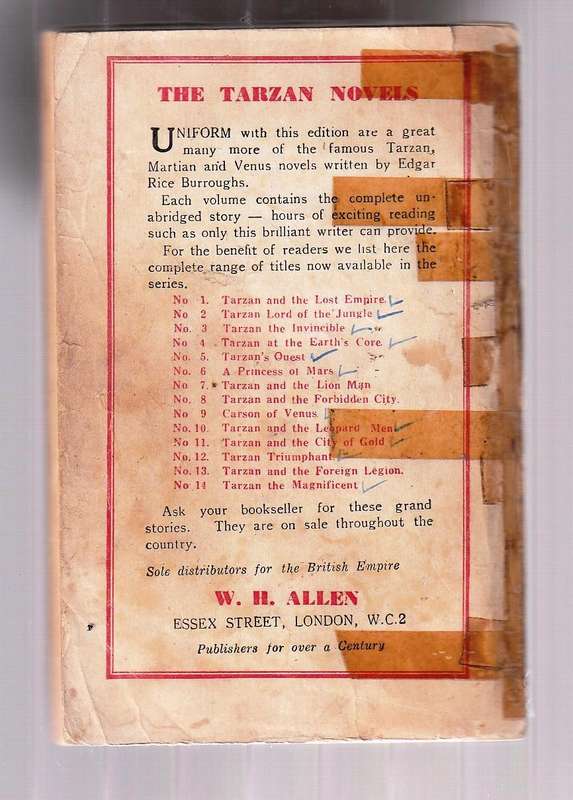 THE TARZAN NOVELS
UNIFORM with this edition are a great
many more of the famous Tarzan,
Martian and Venus novels written by Edgar
Rice Burroughs.
Each volume contains the complete un-
abridged story — hours of exciting reading
such as only this brilliant writer can provide.
For the benefit of readers we list here the
complete range of titles now available in the
series.
No 1. Tarzan and the Lost Empire
No 2 Tarzan Lord of the Jungle
No. 3 Tarzan the Invincible
No 4 Tarzan at the Earth's Core
No. 5. Tarzan's Quest
No. 6 A Princess of Mars
No 7. Tarzan and the Lion Man
No. 8 Tarzan and the Forbidden City.
No 9 Carson of Venus
No. 10. Tarzan and the Leopard Men
No 11. Tarzan and the City of Gold
No. 12. Tarzan Triumphant
No. 13. Tarzan and the Foreign Legion.
No 14 Tarzan the Magnificent
Ask your bookseller for these grand
stories. They are on sale throughout the
country.
Sole distributors for the British Empire
W. H. ALLEN
ESSEX STREET, LONDON, W.C.2
Publishers for over a Century